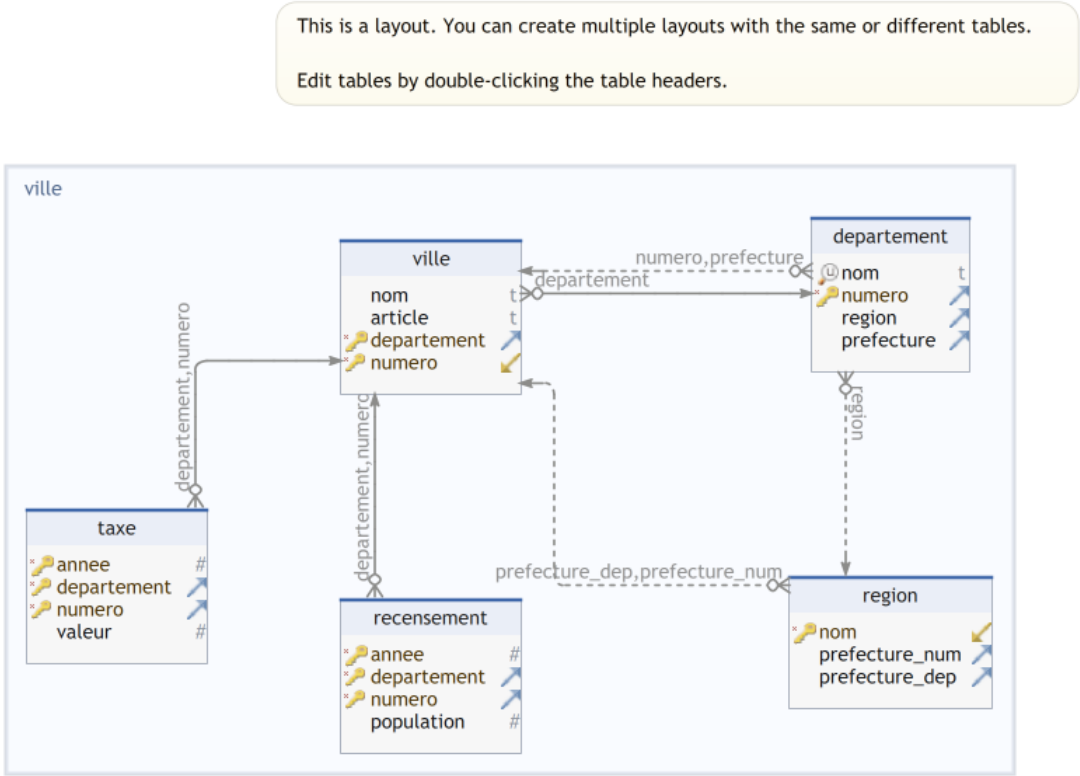 This is a layout. You can create multiple layouts with the same or different tables.
Edit tables by double-clicking the table headers.
ville
departement
numero,prefecture
ville
nom t
departement
nom t
numero
article t
region
departement
prefecture
numero
departement,numero
region
departement,numero
taxe
annee #
departement
numero
valeur #
prefecture_dep,prefecture_num
region
recensement
nom
annee #
prefecture_num
departement
prefecture_dep
numero
population #